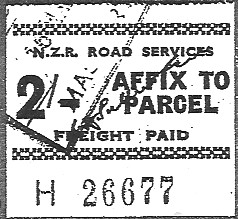 N.Z.R. ROAD SERVICES
2/- AFFIX TO
PARCEL
FREIGHT PAID
H 26677